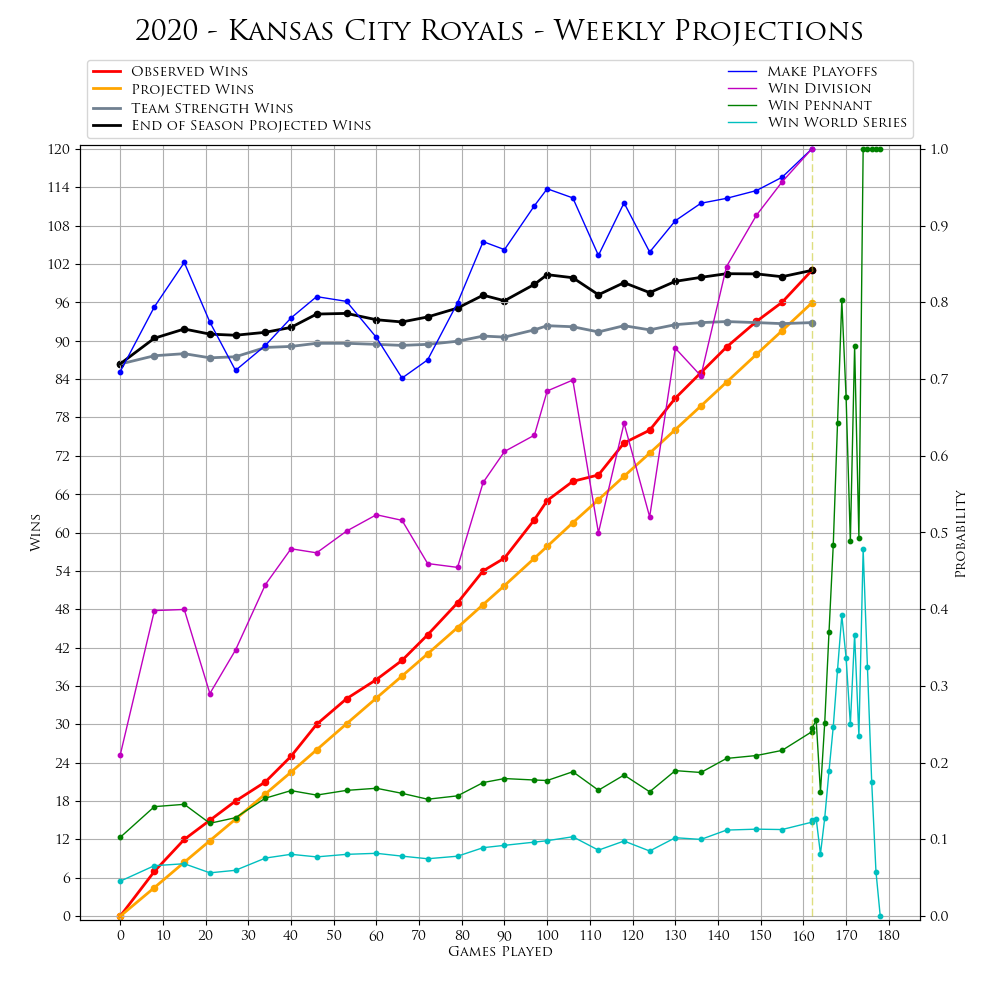 2020 - Kansas City Royals - Weekly Projections
Observed Wins
Projected Wins
Team Strength Wins
End of Season Projected Wins
Make Playoffs
Win Division
Win Pennant
Win World Series
120
114
108
102
96
90
84
78
72
66
60
54
48
42
36
30
24
18
12
6
0
Wins
1.0
0.9
0.8
0.7
0.6
0.5
0.4
0.3
0.2
0.1
0.0
Probability
0 10 20 30 40 50 60 70 80 90 100 110 120 130 140 150 160 170 180
Games Played